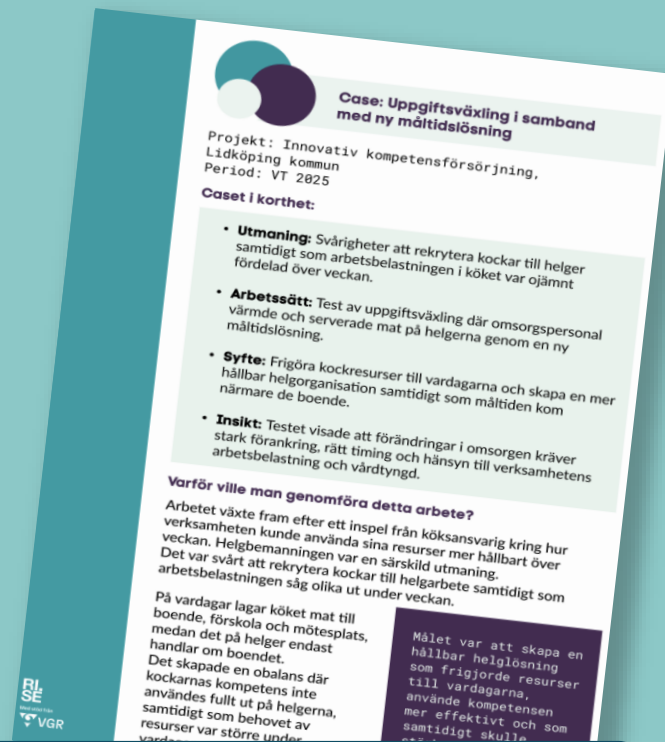 Case: Uppgiftsväxling i samband
med ny måltidslösning
Projekt: Innovativ kompetensförsörjning,
Lidköping kommun
Period: VT 2025
Caset i korthet:
• Utmaning: Svårigheter att rekrytera kockar till helger
samtidigt som arbetsbelastningen i köket var ojämnt
fördelad över veckan.
• Arbetssätt: Test av uppgiftsväxling där omsorgspersonal
värmde och serverade mat på helgerna genom en ny
måltidslösning.
• Syfte: Frigöra kockresurser till vardagarna och skapa en mer
hållbar helgorganisation samtidigt som måltiden kom
närmare de boende.
• Insikt: Testet visade att förändringar i omsorgen kräver
stark förankring, rätt timing och hänsyn till verksamhetens
arbetsbelastning och vårdtyngd.
Varför ville man genomföra detta arbete?
Arbetet växte fram efter ett inspel från köksansvarig kring hur
verksamheten kunde använda sina resurser mer hållbart över
veckan. Helgbemanningen var en särskild utmaning.
Det var svårt att rekrytera kockar till helgarbete samtidigt som
arbetsbelastningen såg olika ut under veckan.
På vardagar lagar köket mat till
boende, förskola och mötesplats,
medan det på helger endast
handlar om boendet.
Det skapade en obalans där
kockarnas kompetens inte
användes fullt ut på helgerna,
samtidigt som behovet av
resurser var större under
Målet var att skapa en
hållbar helglösning
som frigjorde resurser
till vardagarna,
använde kompetensen
mer effektivt och som
samtidigt skulle
RI.
SE
VGR